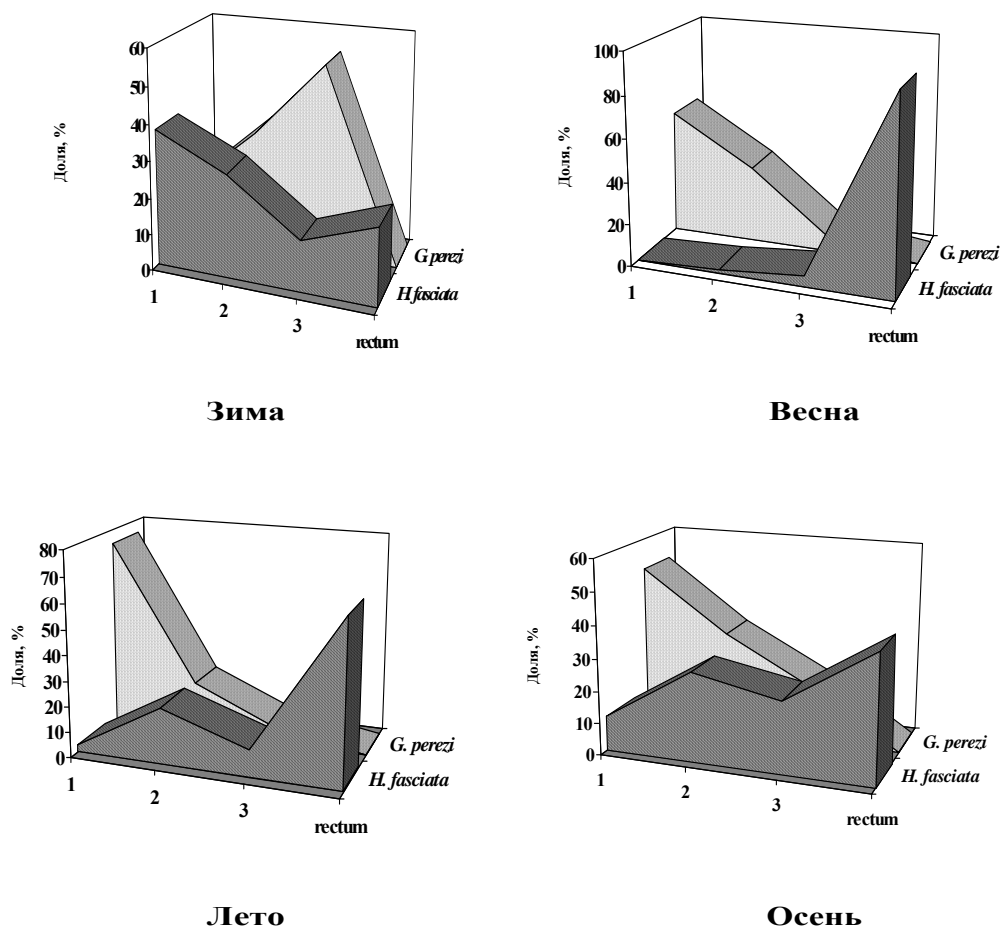 60
50
40
30
20
10
0
Доля, %
1
2
3
rectum
G.perezi
H.fasciata
Зима
100
80
60
40
20
0
Доля, %
1
2
3
rectum
G. perezi
H. fasciata
Весна
80
70
60
50
40
30
20
10
0
Доля, %
1
2
3
rectum
G. perezi
H. fasciata
Лето
60
50
40
30
20
10
0
Доля, %
1
2
3
rectum
G. perezi
H. fasciata
Осень